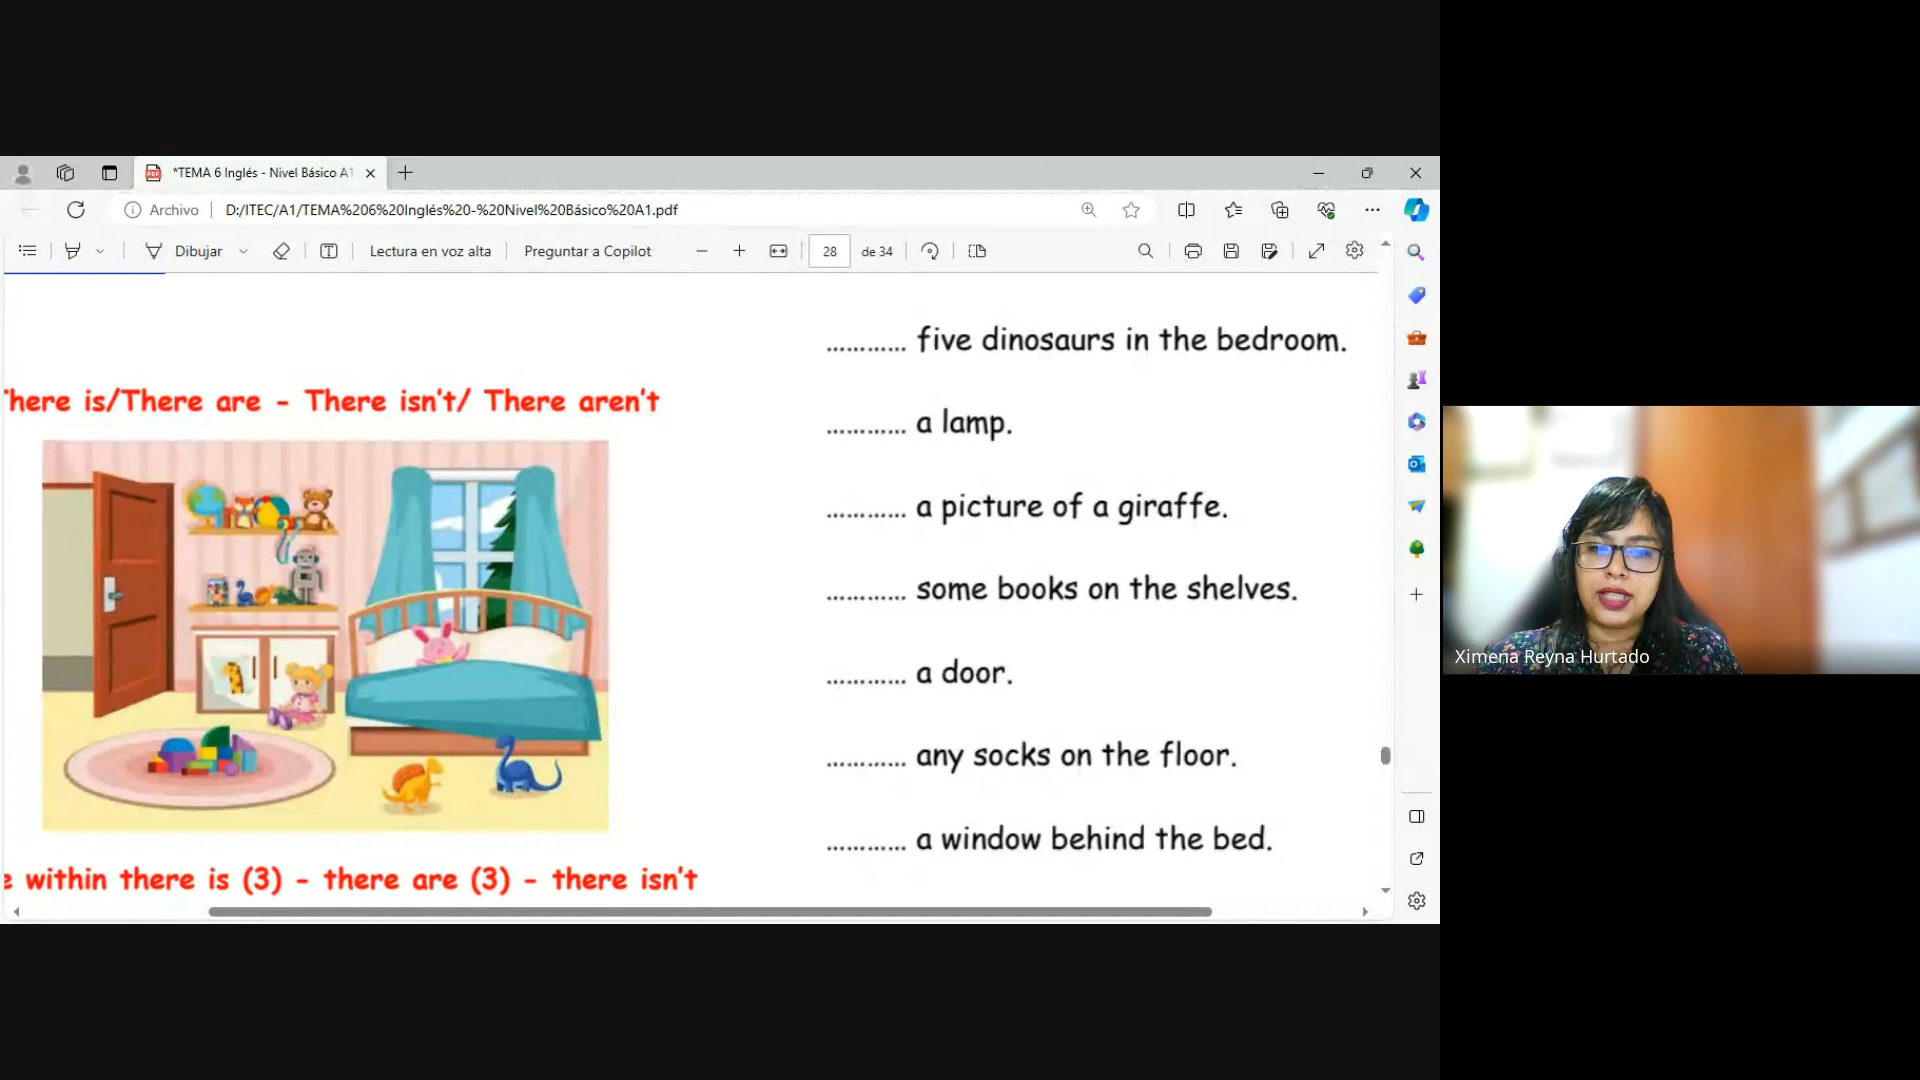 *TEMA 6 Inglés - Nivel Básico A1
Archivo
D:/ITEC/A1/TEMA%206%20Inglés%20-%20Nivel%20Básico%20A1.pdf
Dibujar
Lectura en voz alta
Preguntar a Copilot
28
de 34
There is/There are - There isn't/ There aren't
within there is (3) - there are (3) - there isn't
............ five dinosaurs in the bedroom.
............ a lamp.
............ a picture of a giraffe.
............ some books on the shelves.
............ a door.
............ any socks on the floor.
............ a window behind the bed.
Ximena Reyna Hurtado